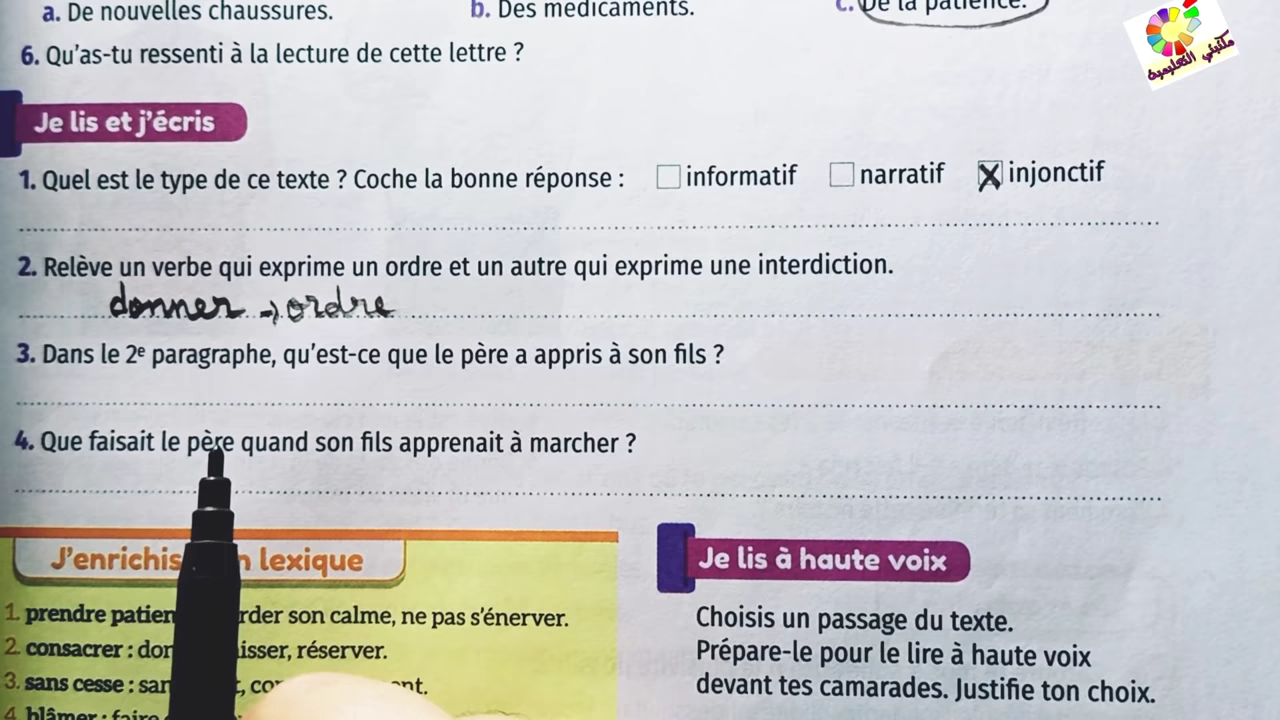 a. De nouvelles chaussures. b. Des médicaments. c. De la patience.
6. Qu'as-tu ressenti à la lecture de cette lettre ?
مكتبتي التعليمية
Je lis et j'écris
1. Quel est le type de ce texte ? Coche la bonne réponse : informatif narratif injonctif
2. Relève un verbe qui exprime un ordre et un autre qui exprime une interdiction.
donner → ordre
3. Dans le 2e paragraphe, qu'est-ce que le père a appris à son fils ?
4. Que faisait le père quand son fils apprenait à marcher ?
J'enrichis lexique
1. prendre son calme, ne pas s'énerver.
2. consacrer : réserver.
3. sans cesse :
4. blâmer : faire
Je lis à haute voix
Choisis un passage du texte.
Prépare-le pour le lire à haute voix
devant tes camarades. Justifie ton choix.